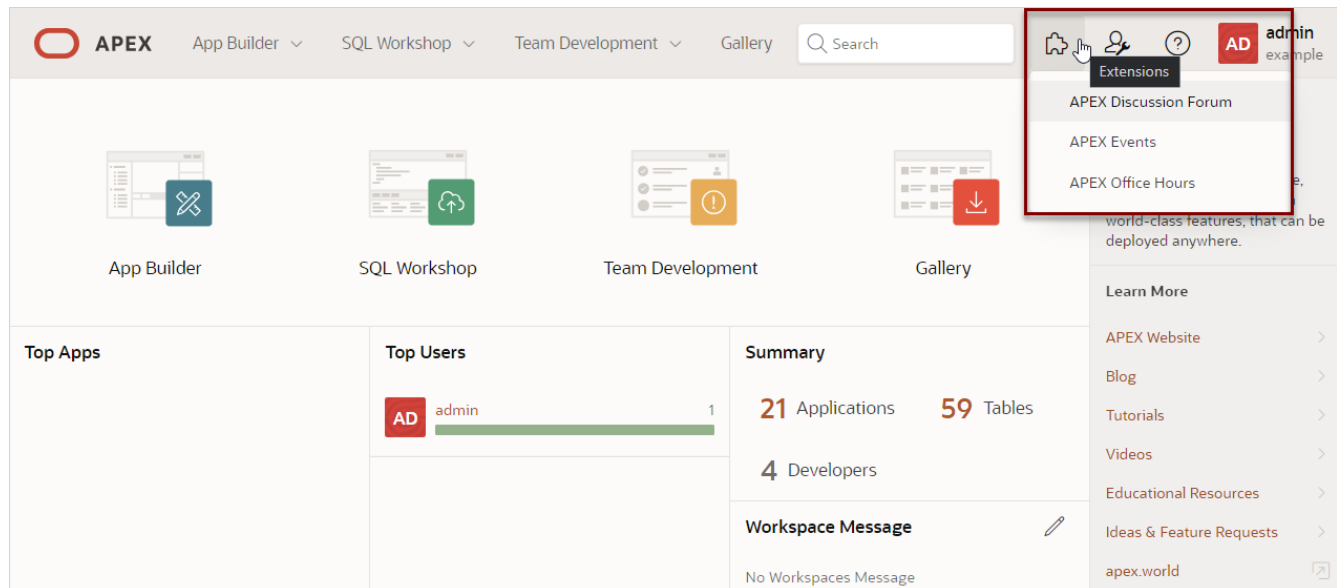 APEX
App Builder
SQL Workshop
Team Development
Gallery
Search
AD
admin
example
Extensions
APEX Discussion Forum
APEX Events
APEX Office Hours
world-class features, that can be
deployed anywhere.
App Builder
SQL Workshop
Team Development
Gallery
Learn More
APEX Website
Blog
Tutorials
Videos
Educational Resources
Ideas & Feature Requests
apex.world
Top Apps
Top Users
AD
admin
1
Summary
21 Applications
59 Tables
4 Developers
Workspace Message
No Workspaces Message